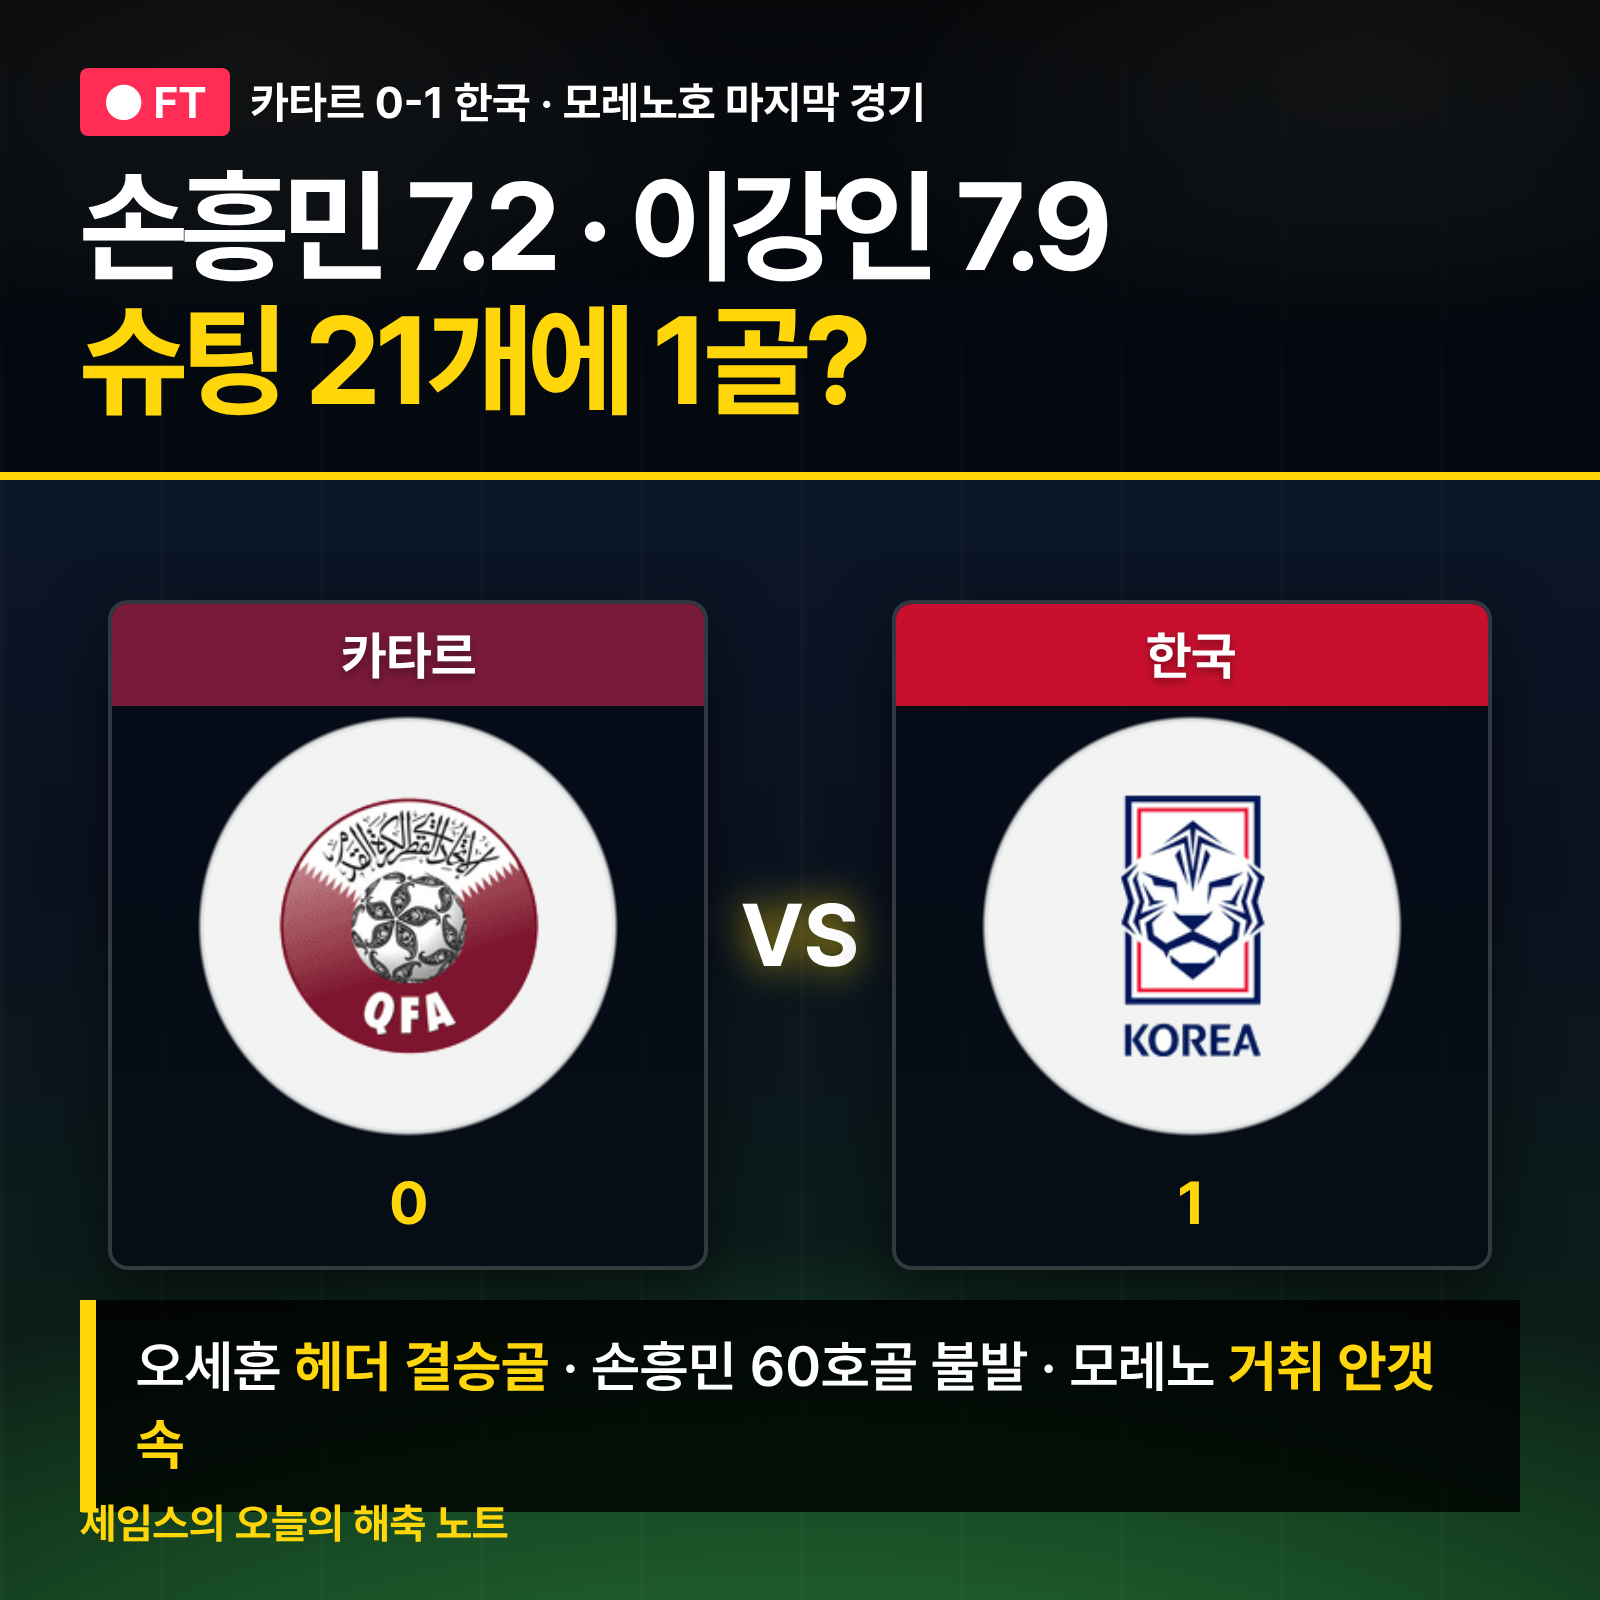 FT 카타르 0-1 한국 · 모레노호 마지막 경기
손흥민 7.2 · 이강인 7.9
슈팅 21개에 1골?
카타르
한국
QFA
KOREA
VS
0
1
오세훈 헤더 결승골 · 손흥민 60호골 불발 · 모레노 거취 안갯
속
제임스의 오늘의 해축 노트